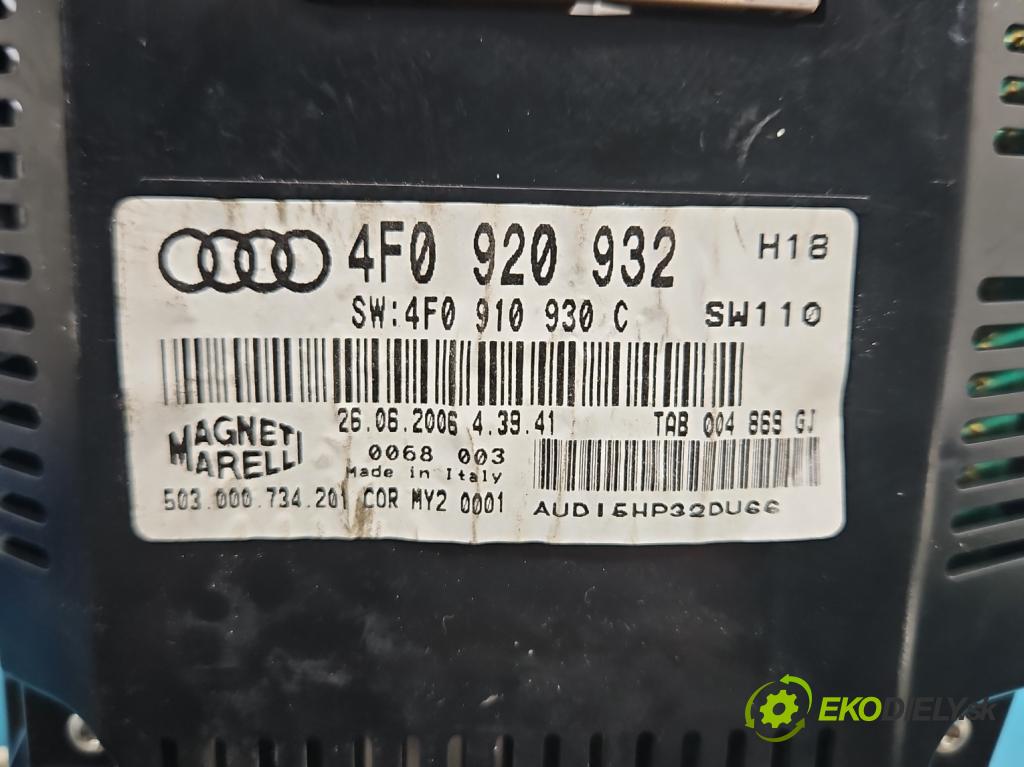 4F0 920 932 H18
SW:4F0 910 930 C SW110
26.06.2006 4.39.41 TAB 004 869 GJ
MAGNETI
MARELLI
0068 003
Made in Italy
503.000.734.201 COR MY2 0001
AUDI5HP32DU66
EKODIELY.sk